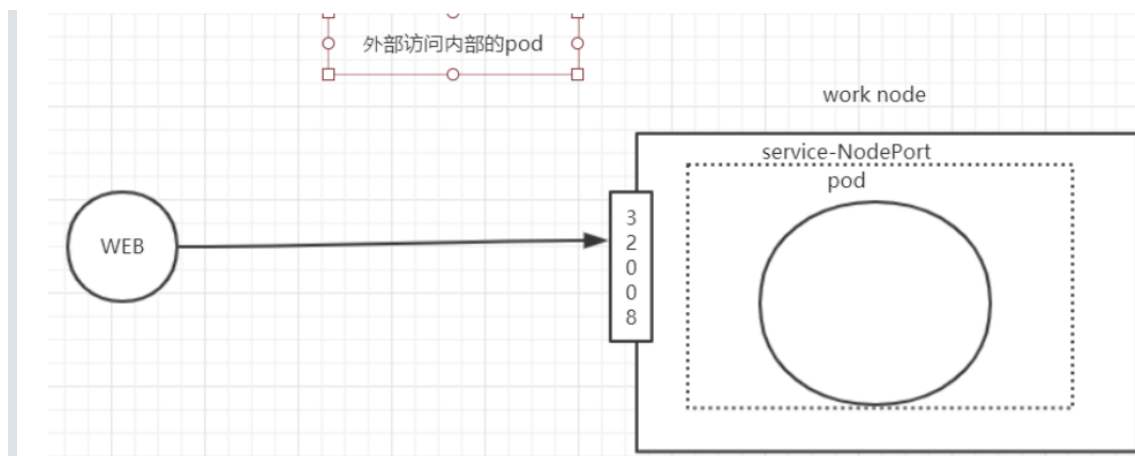 外部访问内部的pod
work node
service-NodePort
pod
WEB
3
2
0
0
8